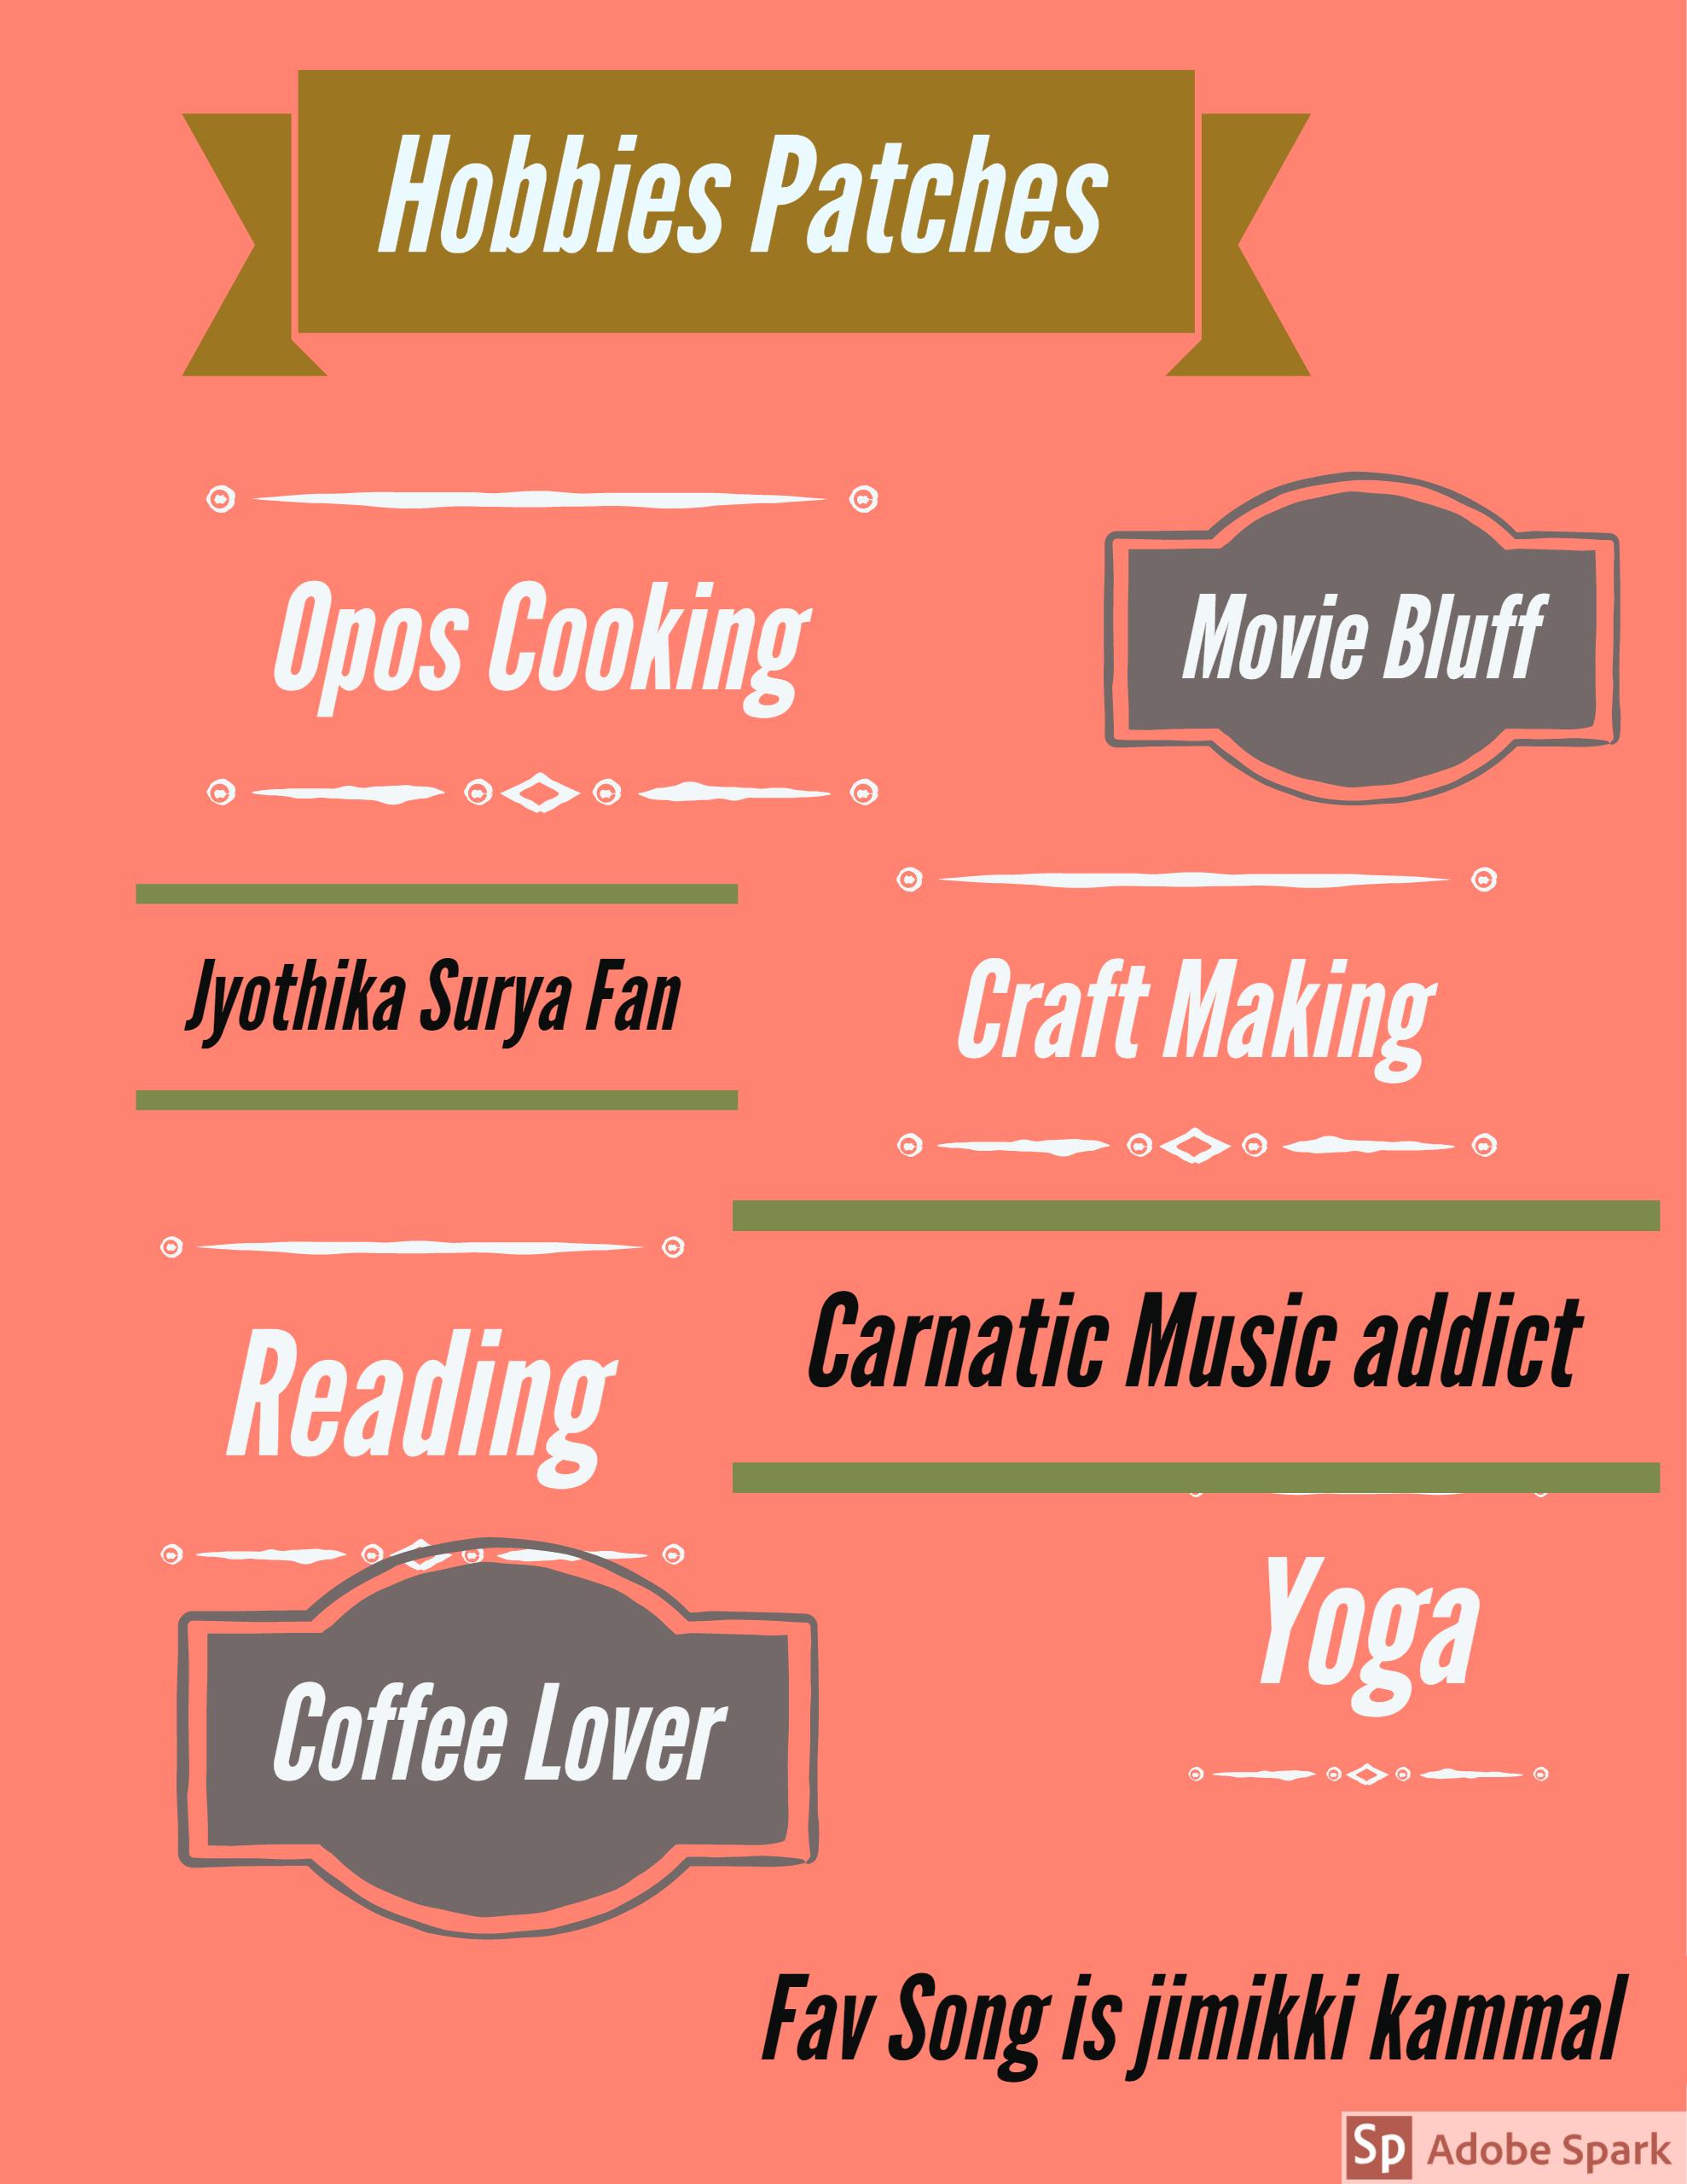 Hobbies Patches
Opos Cooking
Movie Bluff
Jyothika Surya Fan
Craft Making
Reading
Carnatic Music addict
Yoga
Coffee Lover
Fav Song is jimikki kammal
Sp Adobe Spark